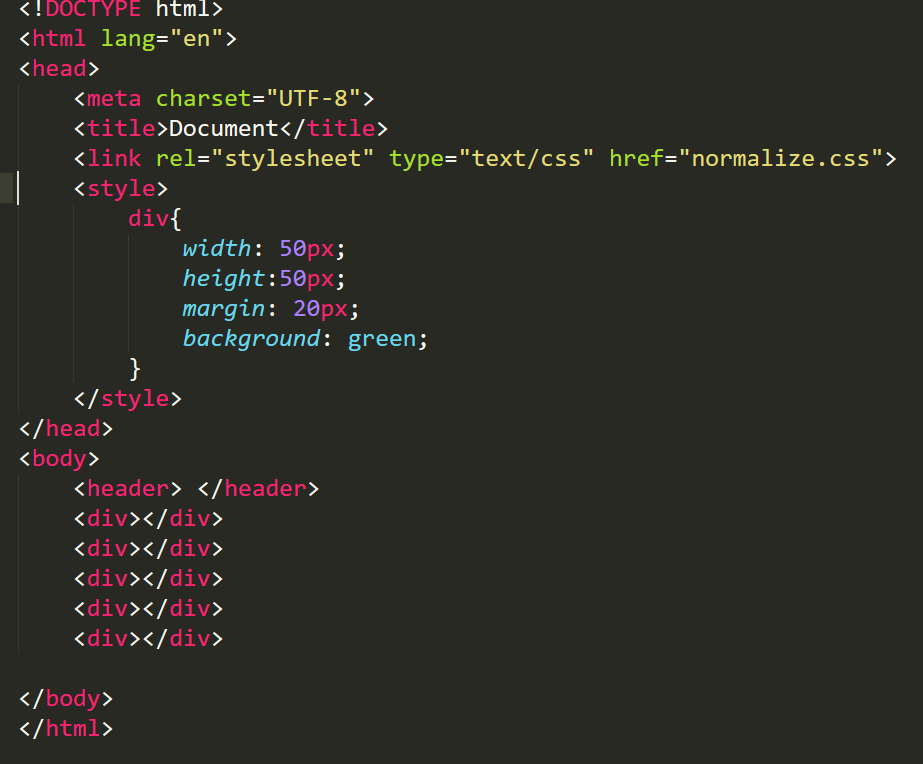 <!DOCTYPE html>
<html lang="en">
<head>
    <meta charset="UTF-8">
    <title>Document</title>
    <link rel="stylesheet" type="text/css" href="normalize.css">
    <style>
        div{
            width: 50px;
            height:50px;
            margin: 20px;
            background: green;
        }
    </style>
</head>
<body>
    <header> </header>
    <div></div>
    <div></div>
    <div></div>
    <div></div>
    <div></div>

</body>
</html>